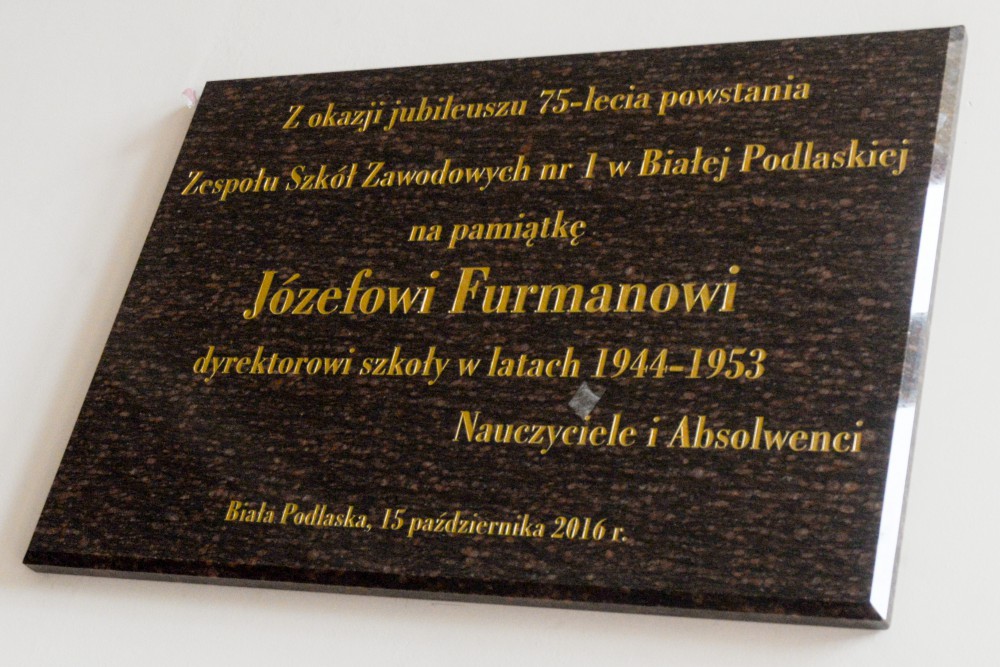 Z okazji jubileuszu 75-lecia powstania
Zespołu Szkół Zawodowych nr 1 w Białej Podlaskiej
na pamiątkę
Józefowi Furmanowi
dyrektorowi szkoły w latach 1944-1953
Nauczyciele i Absolwenci
Biała Podlaska, 15 października 2016 r.